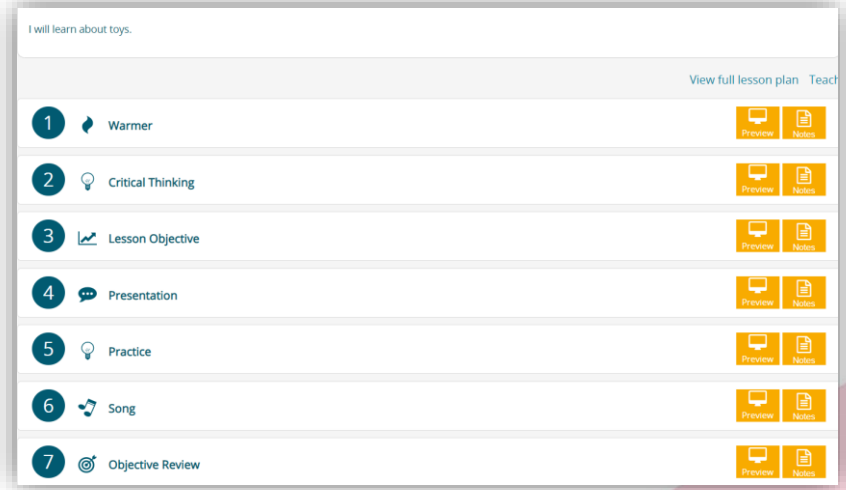 I will learn about toys.
View full lesson plan Teach
1 Warmer Preview Notes
2 Critical Thinking Preview Notes
3 Lesson Objective Preview Notes
4 Presentation Preview Notes
5 Practice Preview Notes
6 Song Preview Notes
7 Objective Review Preview Notes